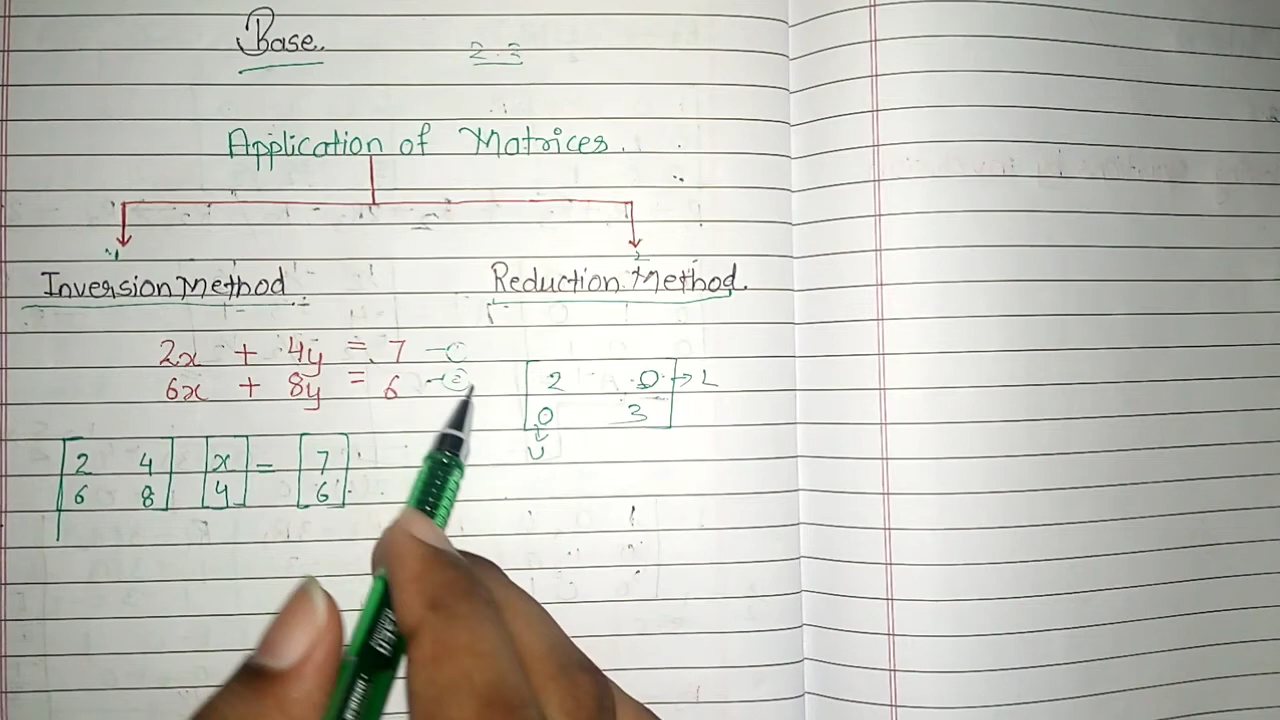 Base.
2.3
Application of Matrices.
Inversion Method
Reduction Method.
2x + 4y = 7
6x + 8y = 6 -②
2 0 → L
0 3
U
2 4 x = 7
6 8 y 6